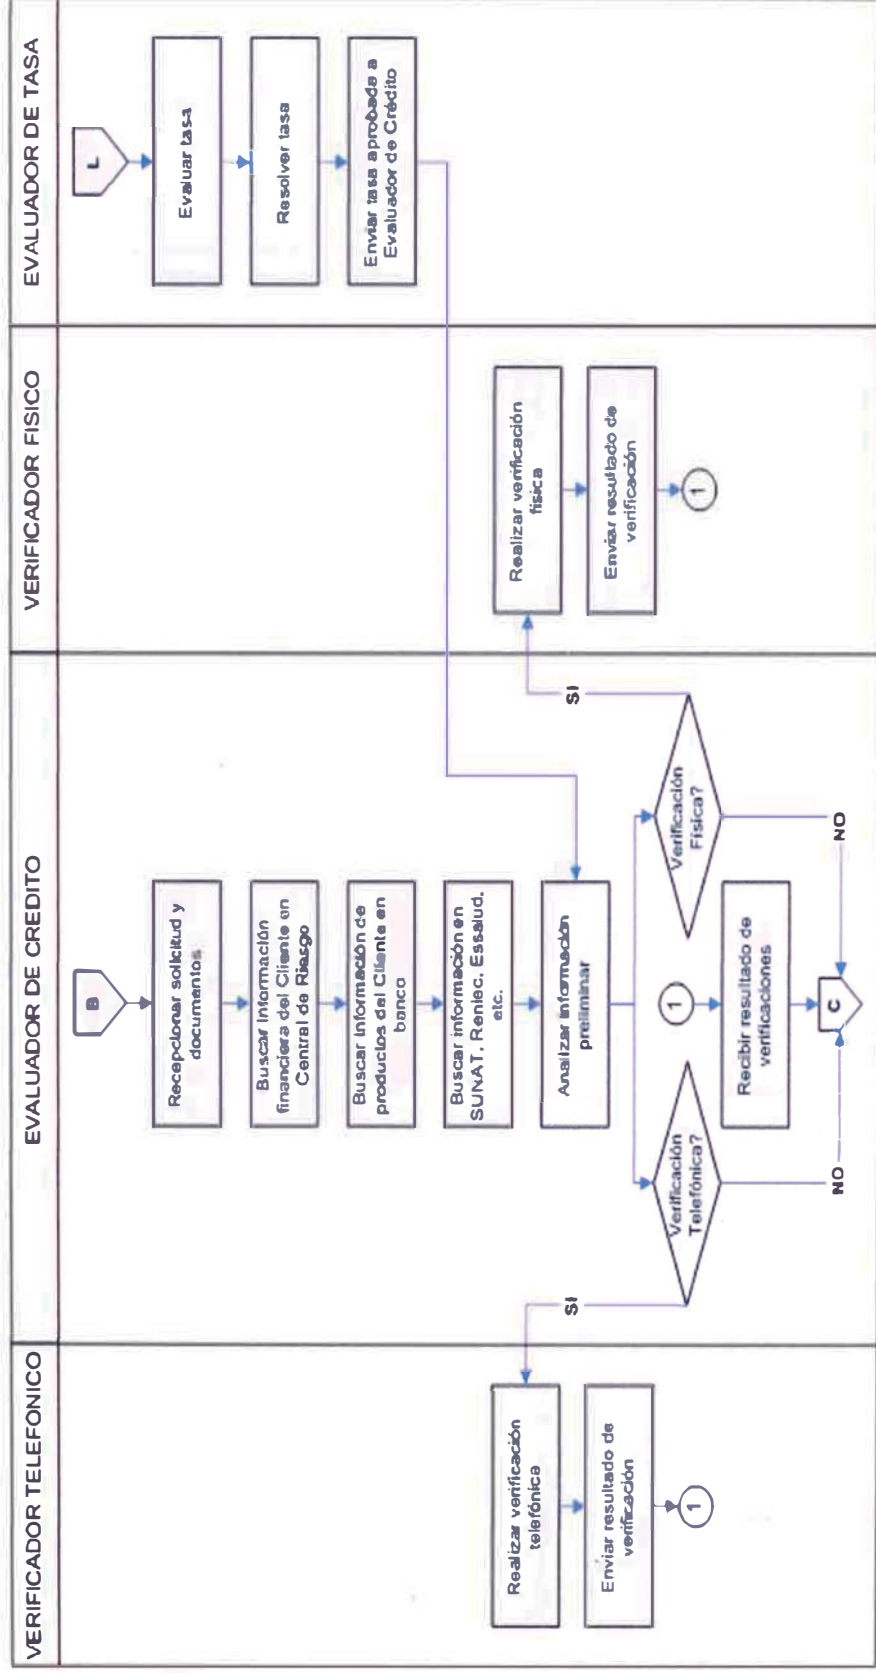 VERIFICADOR TELEFONICO
EVALUADOR DE CREDITO
VERIFICADOR FISICO
EVALUADOR DE TASA
B
Recepcionar solicitud y
documentos
Buscar Información
financiera del Cliente en
Central de Riesgo
Buscar Información de
productos del Cliente en
banco
Buscar información en
SUNAT, Reniec, Essalud,
etc.
Analizar información
preliminar
Verificación
Telefónica?
SI
NO
Verificación
Física?
SI
NO
1
Recibir resultado de
verificaciones
C
Realizar verificación
telefónica
Enviar resultado de
verificación
1
Realizar verificación
física
Enviar resultado de
verificación
1
L
Evaluar tasa
Resolver tasa
Enviar tasa aprobada a
Evaluador de Crédito